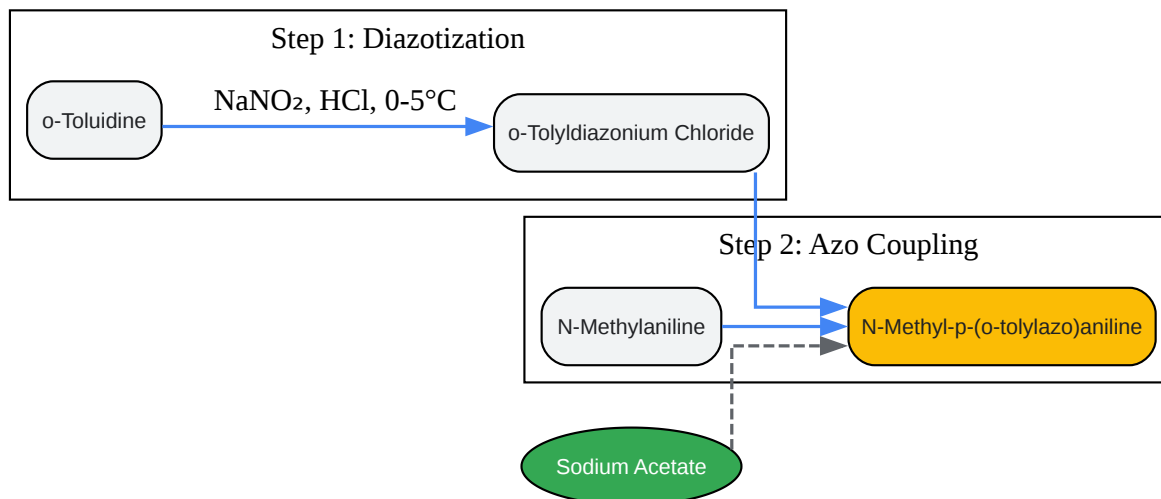 Step 1: Diazotization
NaNO₂, HCl, 0-5°C
o-Toluidine
o-Tolyldiazonium Chloride
Step 2: Azo Coupling
N-Methylaniline
N-Methyl-p-(o-tolylazo)aniline
Sodium Acetate